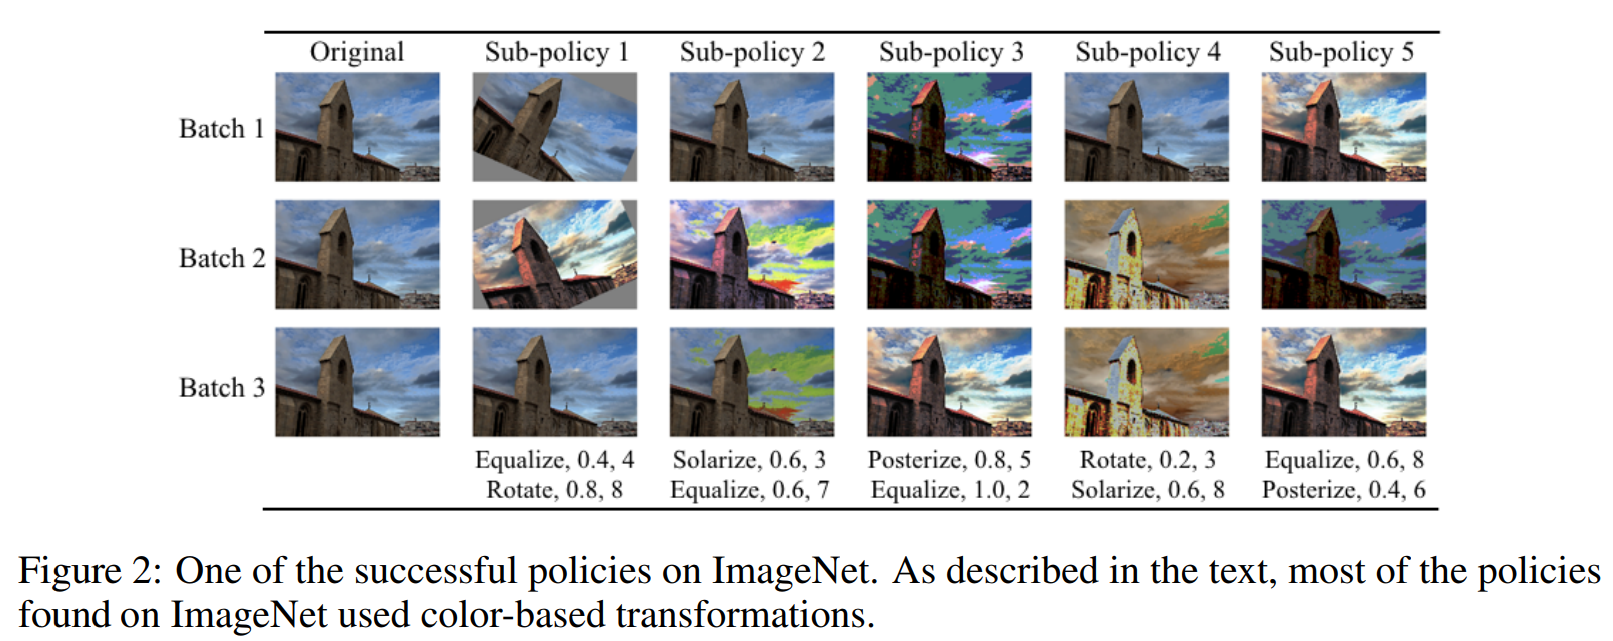 Original Sub-policy 1 Sub-policy 2 Sub-policy 3 Sub-policy 4 Sub-policy 5
Batch 1
Batch 2
Batch 3
Equalize, 0.4, 4 Solarize, 0.6, 3 Posterize, 0.8, 5 Rotate, 0.2, 3 Equalize, 0.6, 8
Rotate, 0.8, 8 Equalize, 0.6, 7 Equalize, 1.0, 2 Solarize, 0.6, 8 Posterize, 0.4, 6
Figure 2: One of the successful policies on ImageNet. As described in the text, most of the policies
found on ImageNet used color-based transformations.